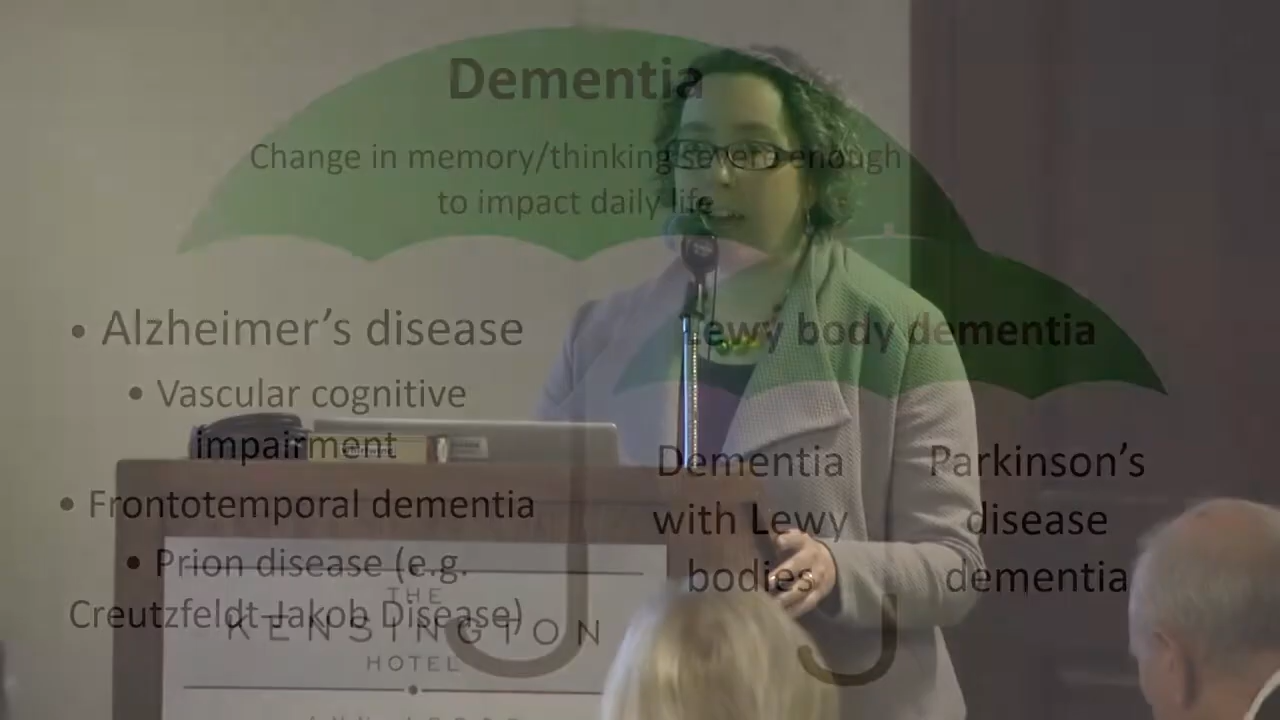 Dementia
Change in memory/thinking severe enough
to impact daily life
• Alzheimer’s disease
• Vascular cognitive
impairment
• Frontotemporal dementia
• Prion disease (e.g.
Creutzfeldt–Jakob Disease)
Lewy body dementia
Dementia
with Lewy
bodies
Parkinson’s
disease
dementia
THE
KENSINGTON
HOTEL